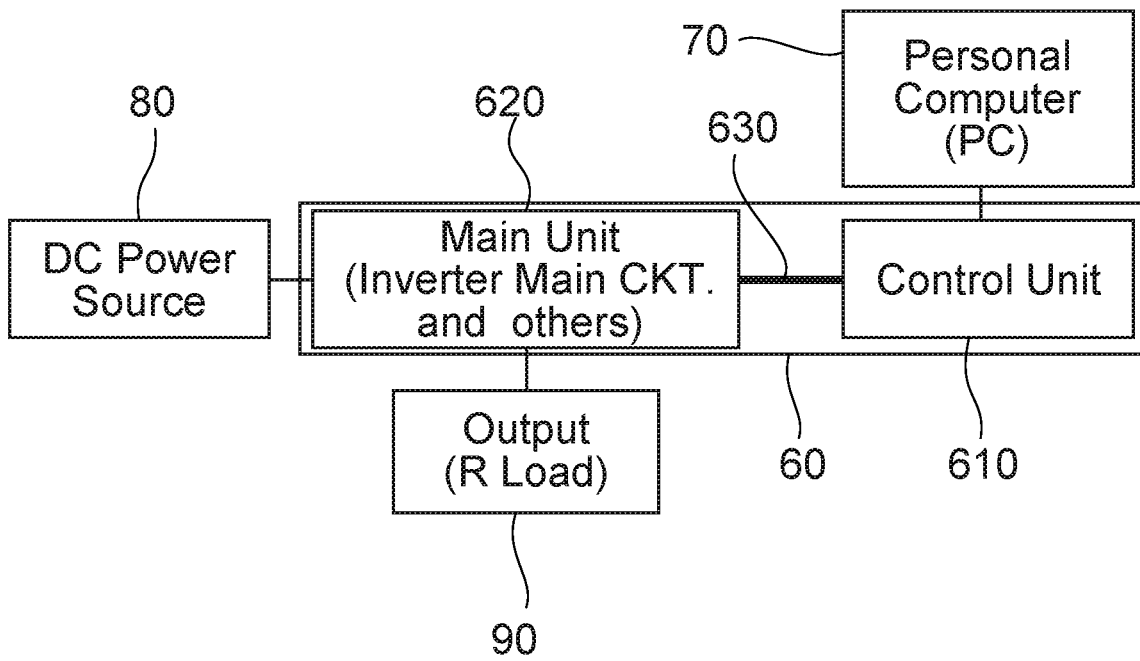 70
Personal
Computer
(PC)
80
620
630
DC Power
Source
Main Unit
(Inverter Main CKT.
and others)
Control Unit
Output
(R Load)
60
610
90